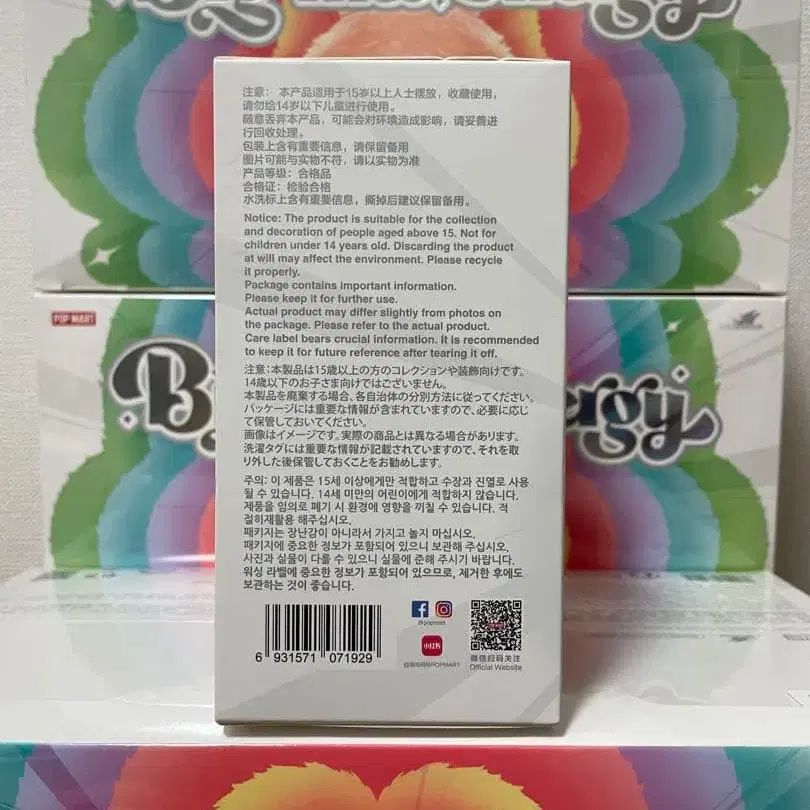 注意： 本产品适用于15岁以上人士摆放，收藏使用，
请勿给14岁以下儿童进行使用。
随意丢弃本产品，可能会对环境造成影响，请妥善进
行回收处理。
包装上含有重要信息，请保留备用
图片可能与实物不符，请以实物为准
产品等级：合格品
合格证：检验合格
水洗标上含有重要信息，撕掉后建议保留备用。
Notice: The product is suitable for the collection
and decoration of people aged above 15. Not for
children under 14 years old. Discarding the product
at will may affect the environment. Please recycle
it properly.
Package contains important information.
Please keep it for further use.
Actual product may differ slightly from photos on
the package. Please refer to the actual product.
Care label bears crucial information. It is recommended
to keep it for future reference after tearing it off.
注意:本製品は15歳以上の方のコレクションや装飾向けです。
14歳以下のお子さま向けではございません。
本製品を廃棄する場合、各自治体の分別方法に従ってください。
パッケージには重要な情報が含まれていますので、必要に応じ
て保管しておいてください。
画像はイメージです。実際の商品とは異なる場合があります。
洗濯タグには重要な情報が記載されていますので、それを取
り外した後保管しておくことをお勧めします。
주의: 이 제품은 15세 이상에게만 적합하고 수장과 진열로 사용
될 수 있습니다. 14세 미만의 어린이에게 적합하지 않습니다.
제품을 임의로 폐기 시 환경에 영향을 끼칠 수 있습니다. 적
절히재활용 해주십시오.
패키지는 장난감이 아니라서 가지고 놀지 마십시오.
패키지에 중요한 정보가 포함되어 있으니 보관해 주십시오.
사진과 실물이 다를 수 있으니 실물에 준해 주시기 바랍니다.
워싱 라벨에 중요한 정보가 포함되어 있으므로, 제거한 후에도
보관하는 것이 좋습니다.
6 931571 071929
@popmart
小红书
POPMART
微信扫码关注
Official Website
POP MART
B
rgy